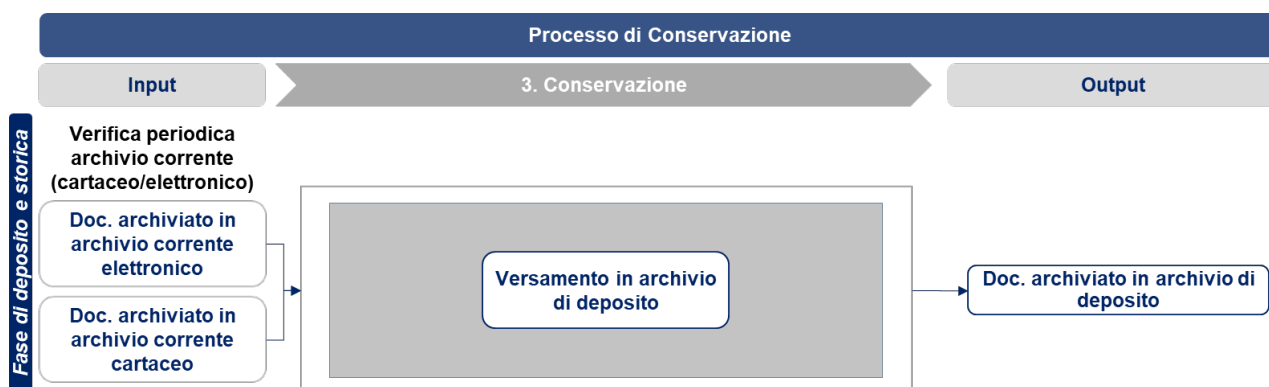 Processo di Conservazione
Input
3. Conservazione
Output
Fase di deposito e storica
Verifica periodica
archivio corrente
(cartaceo/elettronico)
Doc. archiviato in
archivio corrente
elettronico
Doc. archiviato in
archivio corrente
cartaceo
Versamento in archivio
di deposito
Doc. archiviato in archivio di
deposito